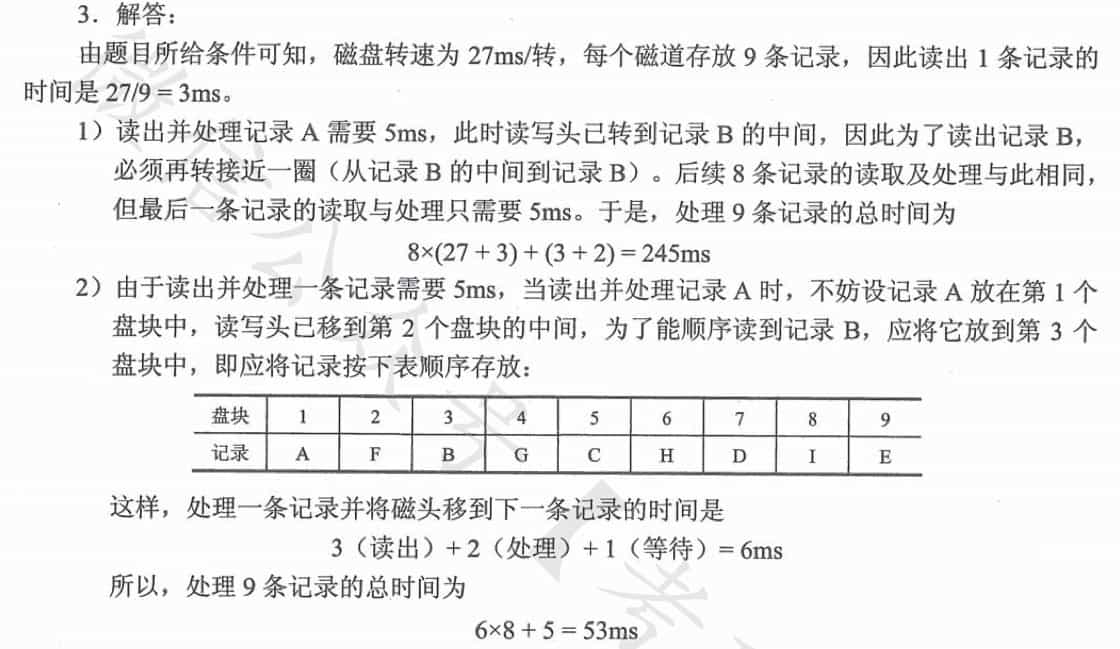 3．解答：
由题目所给条件可知，磁盘转速为 27ms/转，每个磁道存放 9 条记录，因此读出 1 条记录的
时间是 27/9 = 3ms。
1）读出并处理记录 A 需要 5ms，此时读写头已转到记录 B 的中间，因此为了读出记录 B，
必须再转接近一圈（从记录 B 的中间到记录 B）。后续 8 条记录的读取及处理与此相同，
但最后一条记录的读取与处理只需要 5ms。于是，处理 9 条记录的总时间为
8×(27 + 3) + (3 + 2) = 245ms
2）由于读出并处理一条记录需要 5ms，当读出并处理记录 A 时，不妨设记录 A 放在第 1 个
盘块中，读写头已移到第 2 个盘块的中间，为了能顺序读到记录 B，应将它放到第 3 个
盘块中，即应将记录按下表顺序存放：
盘块 1 2 3 4 5 6 7 8 9
记录 A F B G C H D I E
这样，处理一条记录并将磁头移到下一条记录的时间是
3（读出）+ 2（处理）+ 1（等待）= 6ms
所以，处理 9 条记录的总时间为
6×8 + 5 = 53ms
微信公众号
考